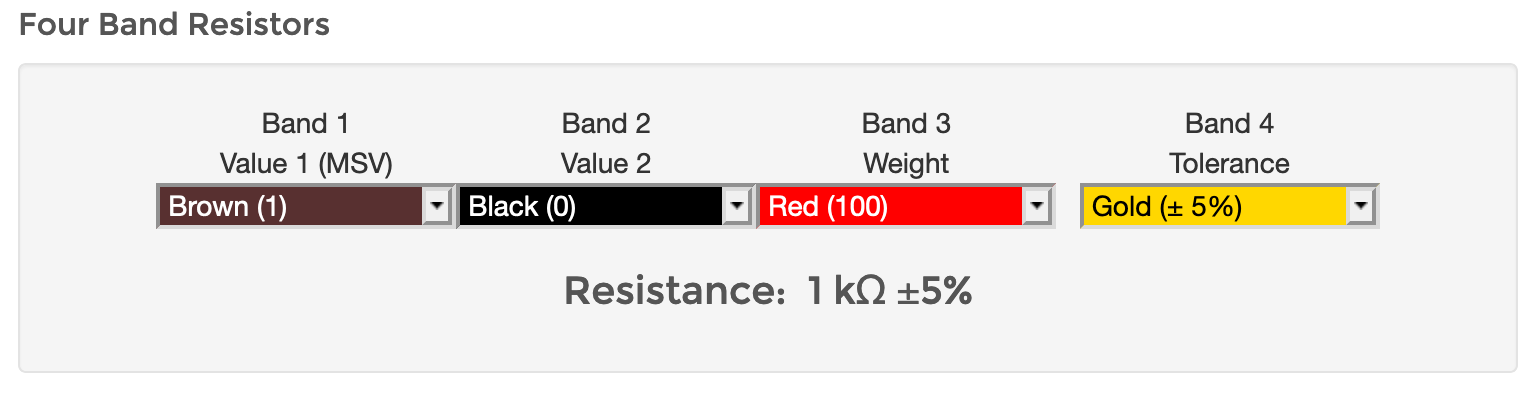 Four Band Resistors
Band 1 Band 2 Band 3 Band 4
Value 1 (MSV) Value 2 Weight Tolerance
Brown (1) Black (0) Red (100) Gold (± 5%)
Resistance: 1 kΩ ±5%